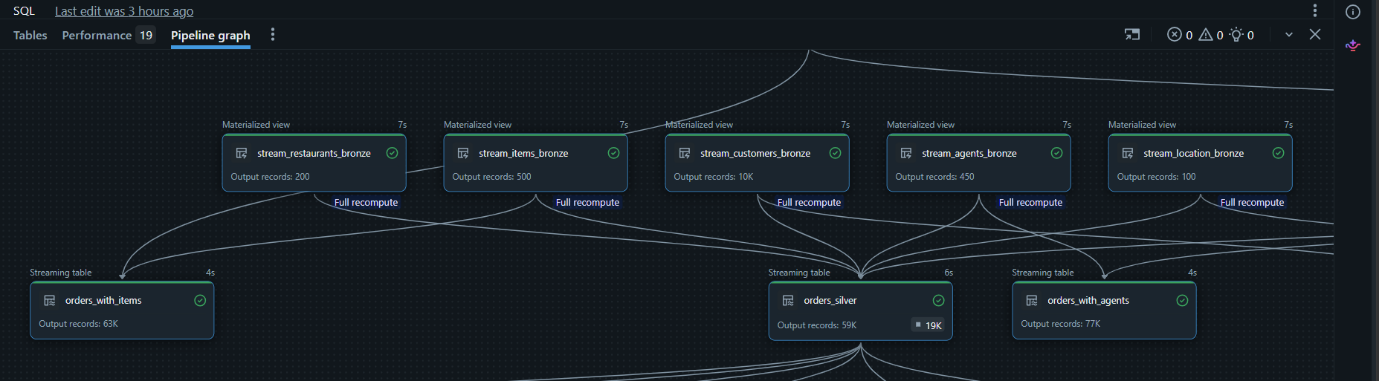 SQL Last edit was 3 hours ago
Tables Performance 19 Pipeline graph
0 0 0
Materialized view 7s
stream_restaurants_bronze
Output records: 200
Full recompute
Materialized view 7s
stream_items_bronze
Output records: 500
Full recompute
Materialized view 7s
stream_customers_bronze
Output records: 10K
Full recompute
Materialized view 7s
stream_agents_bronze
Output records: 450
Full recompute
Materialized view 7s
stream_location_bronze
Output records: 100
Full recompute
Streaming table 4s
orders_with_items
Output records: 63K
Streaming table 6s
orders_silver
Output records: 59K 19K
Streaming table 4s
orders_with_agents
Output records: 77K